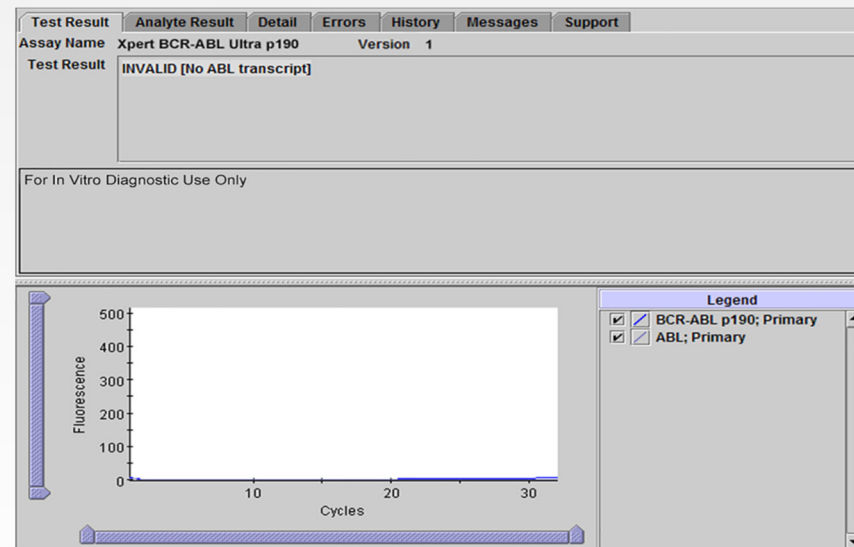 Test Result Analyte Result Detail Errors History Messages Support
Assay Name Xpert BCR-ABL Ultra p190 Version 1
Test Result INVALID [No ABL transcript]
For In Vitro Diagnostic Use Only
Legend
BCR-ABL p190; Primary
ABL; Primary
500
400
300
200
100
0
Fluorescence
10 20 30
Cycles